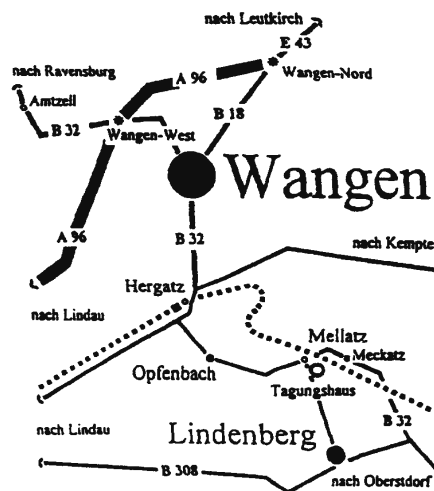 nach Leutkirch
E 43
nach Ravensburg
A 96
Wangen-Nord
Amtzell
B 18
B 32
Wangen-West
Wangen
A 96
B 32
nach Kempte
Hergatz
nach Lindau
Mellatz
Meckatz
Opfenbach
Tagungshaus
B 32
nach Lindau
Lindenberg
B 308
nach Oberstdorf